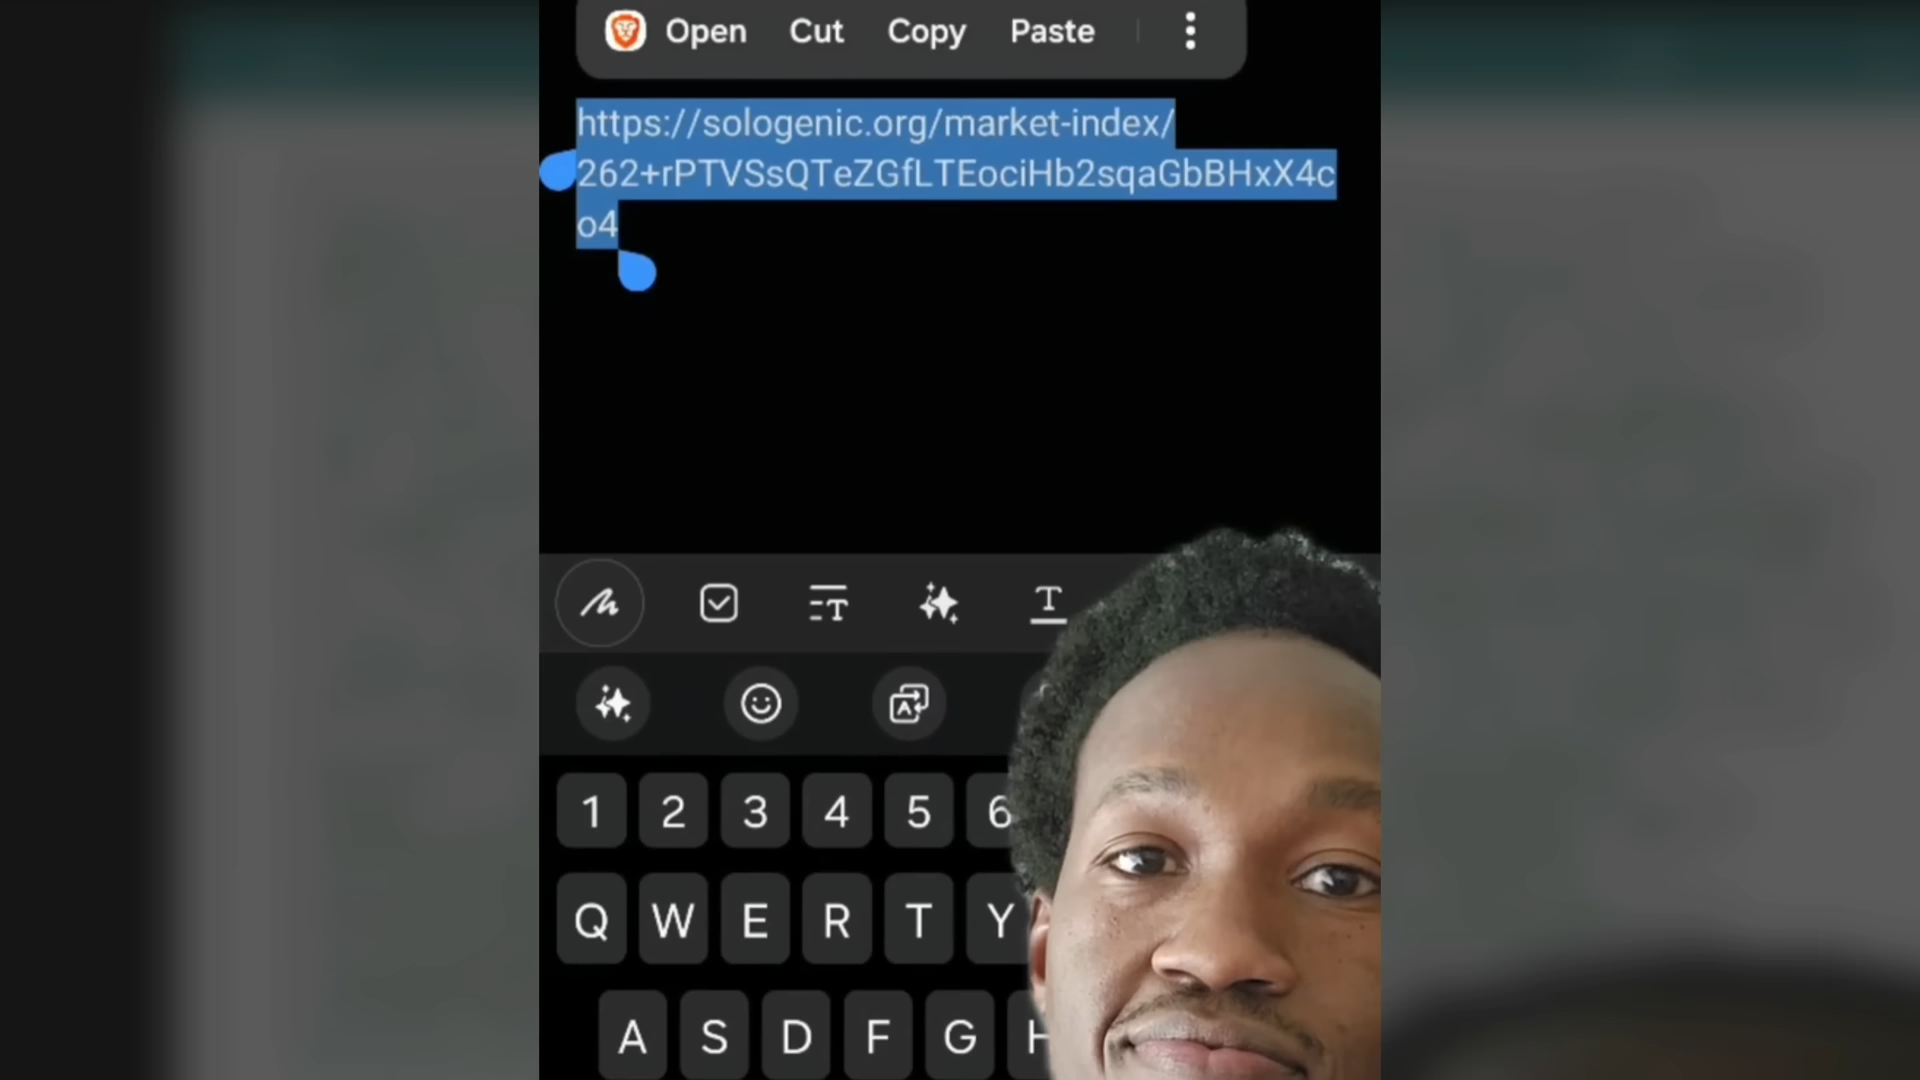 Open Cut Copy Paste
https://sologenic.org/market-index/
262+rPTVSsQTeZGfLTEociHb2sqaGbBHxX4c
o4
T T
A
1 2 3 4 5 6
Q W E R T Y
A S D F G H